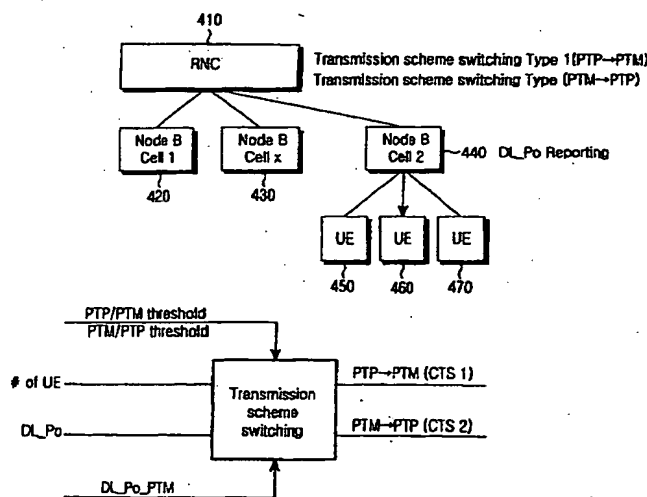 410
RNC
Transmission scheme switching Type 1(PTP→PTM)
Transmission scheme switching Type (PTM→PTP)
Node B
Cell 1
Node B
Cell x
Node B
Cell 2
440 DL_Po Reporting
420
430
UE
UE
UE
450
460
470
PTP/PTM threshold
PTM/PTP threshold
# of UE
DL_Po
Transmission
scheme
switching
PTP→PTM (CTS 1)
PTM→PTP (CTS 2)
DL_Po_PTM